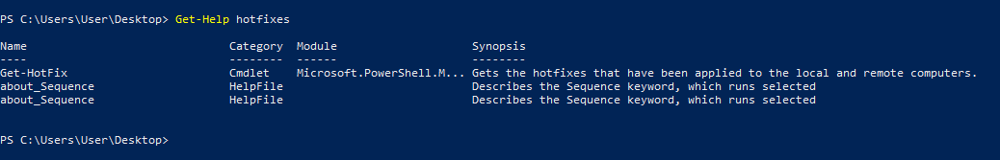 PS C:\Users\User\Desktop> Get-Help hotfixes
Name Category Module Synopsis
---- -------- ------ --------
Get-HotFix Cmdlet Microsoft.PowerShell.M... Gets the hotfixes that have been applied to the local and remote computers.
about_Sequence HelpFile Describes the Sequence keyword, which runs selected
about_Sequence HelpFile Describes the Sequence keyword, which runs selected
PS C:\Users\User\Desktop>